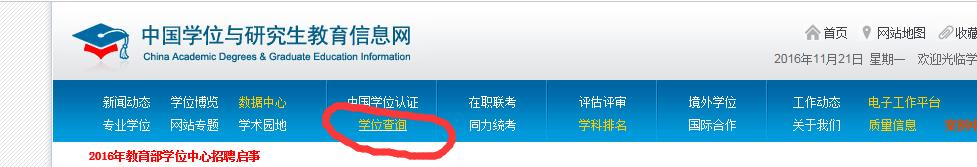 中国学位与研究生教育信息网
China Academic Degrees & Graduate Education Information
首页 网站地图 收藏
2016年11月21日 星期一 欢迎光临学
新闻动态 学位博览 数据中心 中国学位认证 在职联考 评估评审 境外学位 工作动态 电子工作平台
专业学位 网站专题 学术园地 学位查询 同力统考 学科排名 国际合作 关于我们 质量信息
2016年教育部学位中心招聘启事